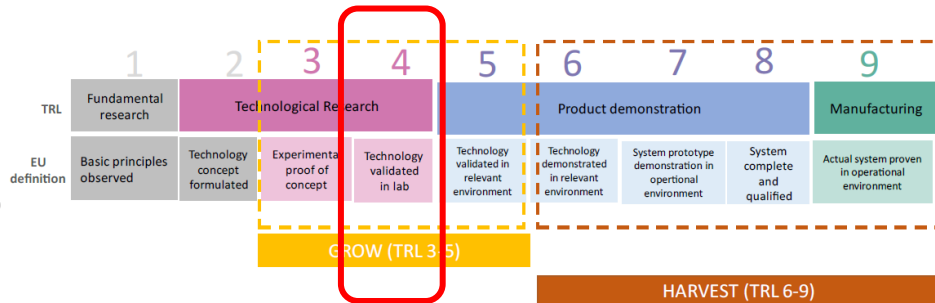 1 2 3 4 5 6 7 8 9
TRL
Fundamental
research
Technological Research
Product demonstration
Manufacturing
EU
definition
Basic principles
observed
Technology
concept
formulated
Experimental
proof of
concept
Technology
validated
in lab
Technology
validated in
relevant
environment
Technology
demonstrated
in relevant
environment
System prototype
demonstration in
opertional
environment
System
complete
and
qualified
Actual system proven
in operational
environment
GROW (TRL 3-5)
HARVEST (TRL 6-9)